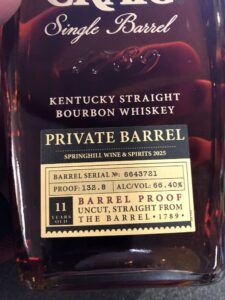 CRAIG
Single Barrel
KENTUCKY STRAIGHT
BOURBON WHISKEY
PRIVATE BARREL
SPRINGHILL WINE & SPIRITS 2025
BARREL SERIAL Nº: 6643721
PROOF: 132.8 ALC/VOL: 66.40%
11 YEARS OLD
BARREL PROOF
UNCUT, STRAIGHT FROM
THE BARREL • 1789 •